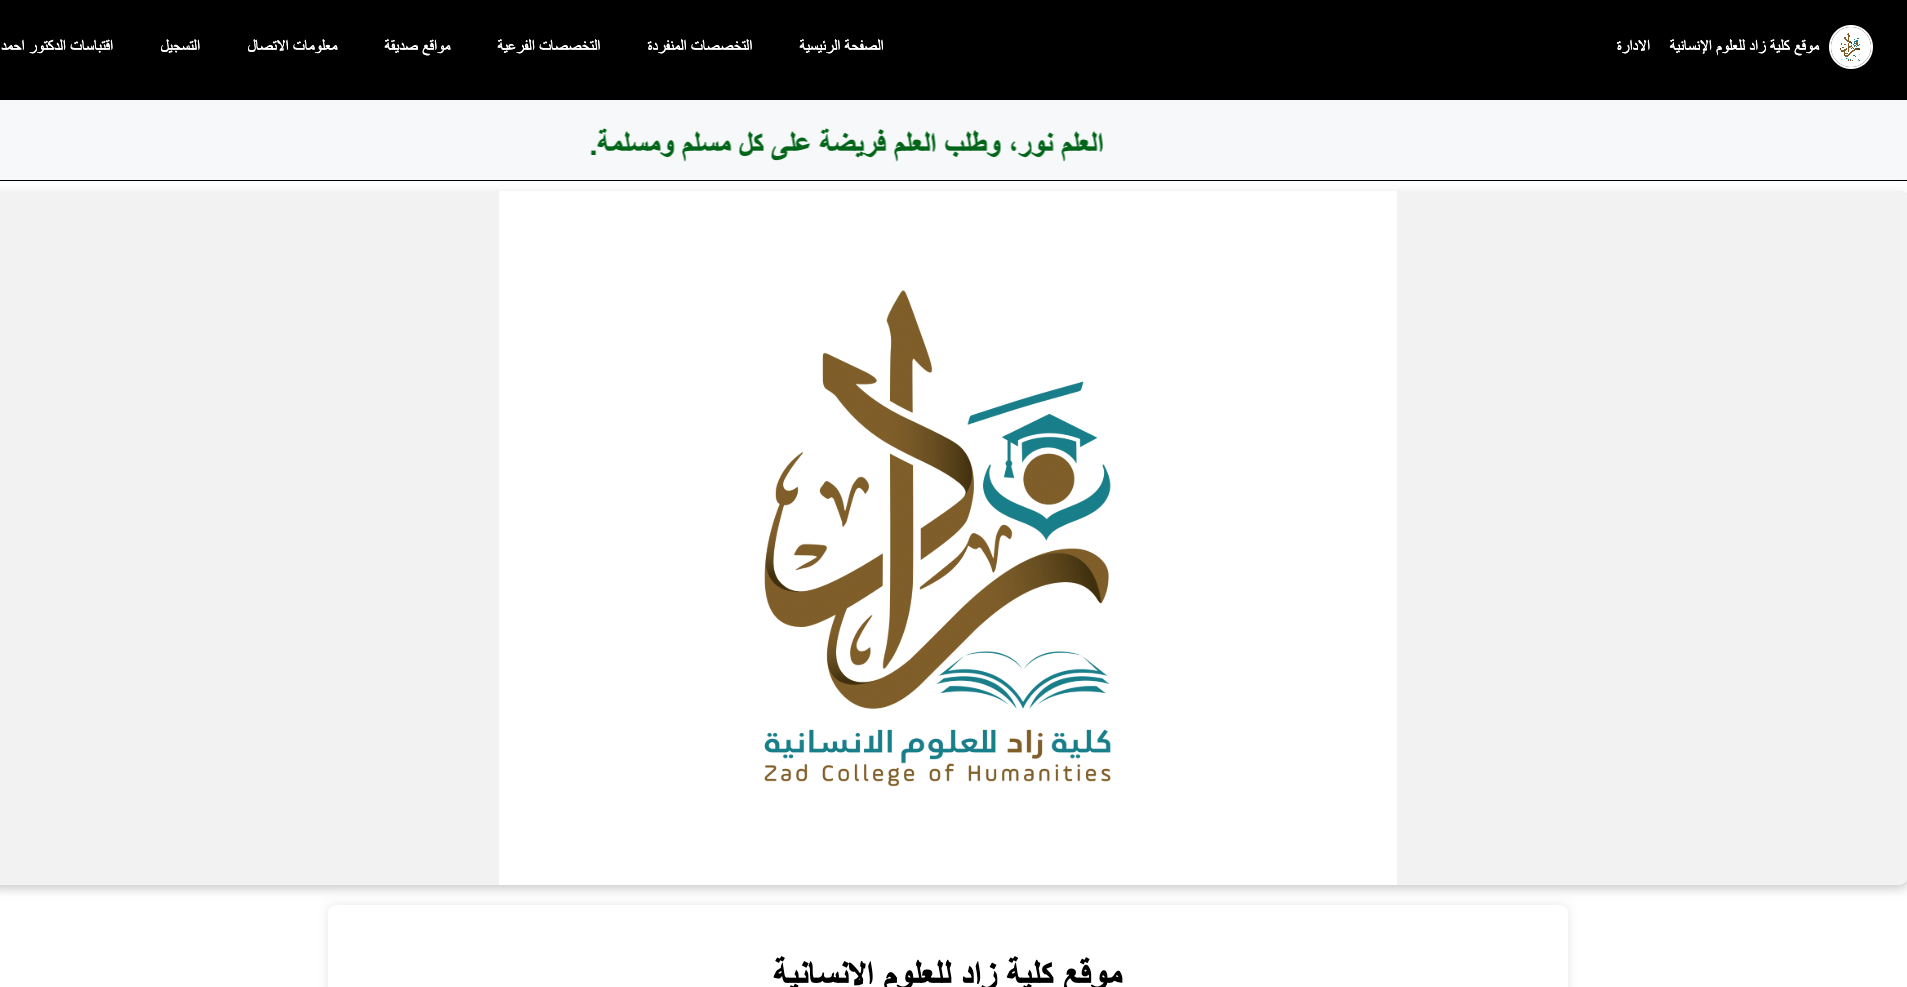 موقع كلية زاد للعلوم الإنسانية الادارة الصفحة الرئيسية التخصصات المنفردة التخصصات الفرعية مواقع صديقة معلومات الاتصال التسجيل اقتباسات الدكتور احمد
العلم نور، وطلب العلم فريضة على كل مسلم ومسلمة.
زاد
كلية زاد للعلوم الانسانية
Zad College of Humanities
موقع كلية زاد للعلوم الانسانية